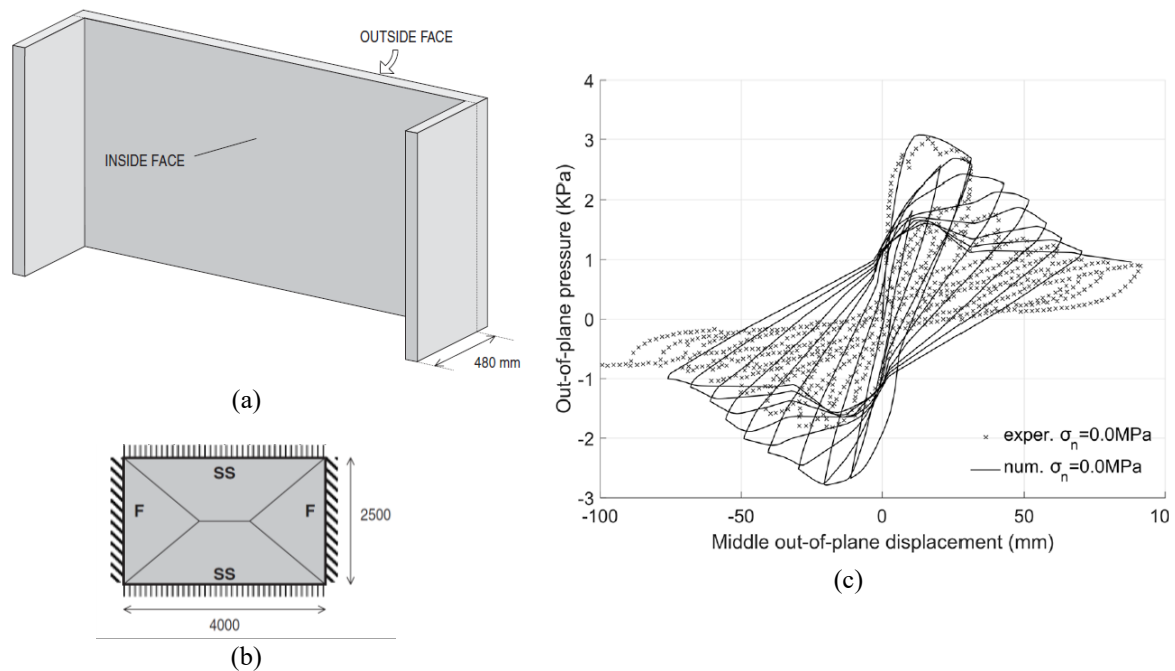 OUTSIDE FACE
INSIDE FACE
480 mm
(a)
SS
F
F
SS
2500
4000
(b)
Out-of-plane pressure (KPa)
4
3
2
1
0
-1
-2
-3
exper. σn=0.0MPa
num. σn=0.0MPa
-100
-50
0
50
10
Middle out-of-plane displacement (mm)
(c)